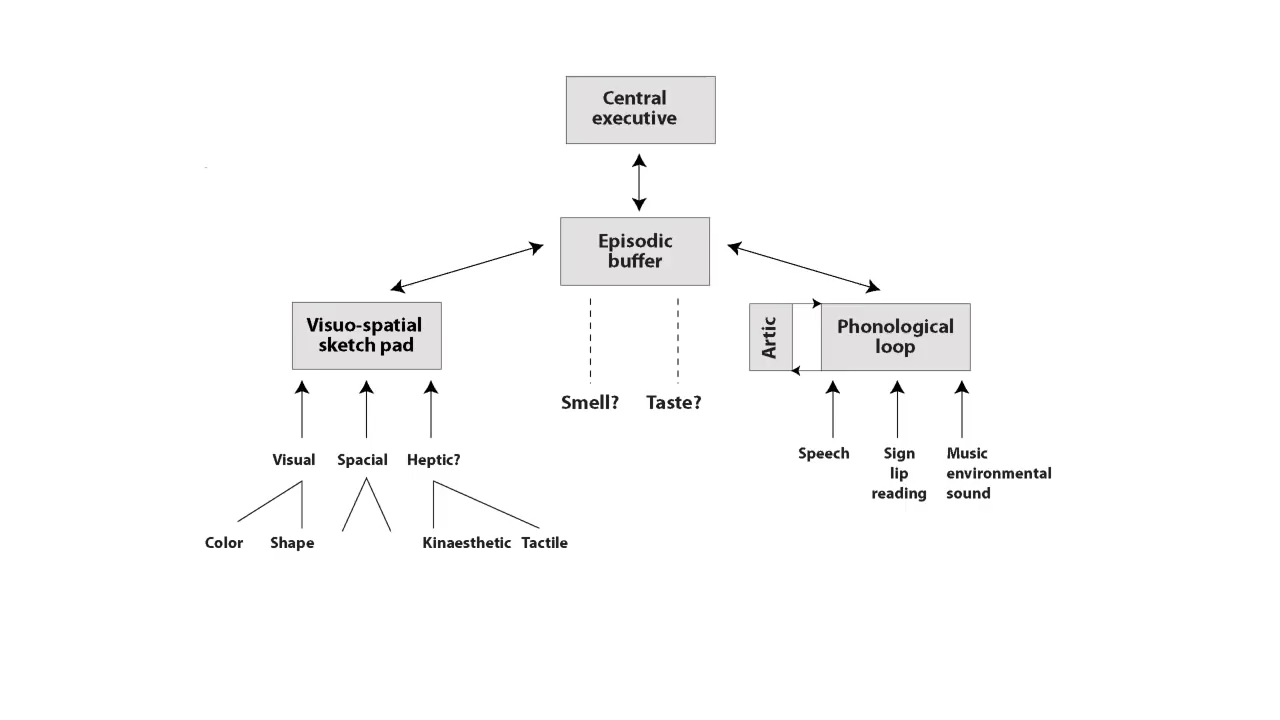 Central
executive
Episodic
buffer
Visuo-spatial
sketch pad
Artic
Phonological
loop
Smell? Taste?
Visual Spacial Heptic?
Speech
Sign
lip
reading
Music
environmental
sound
Color Shape Kinaesthetic Tactile